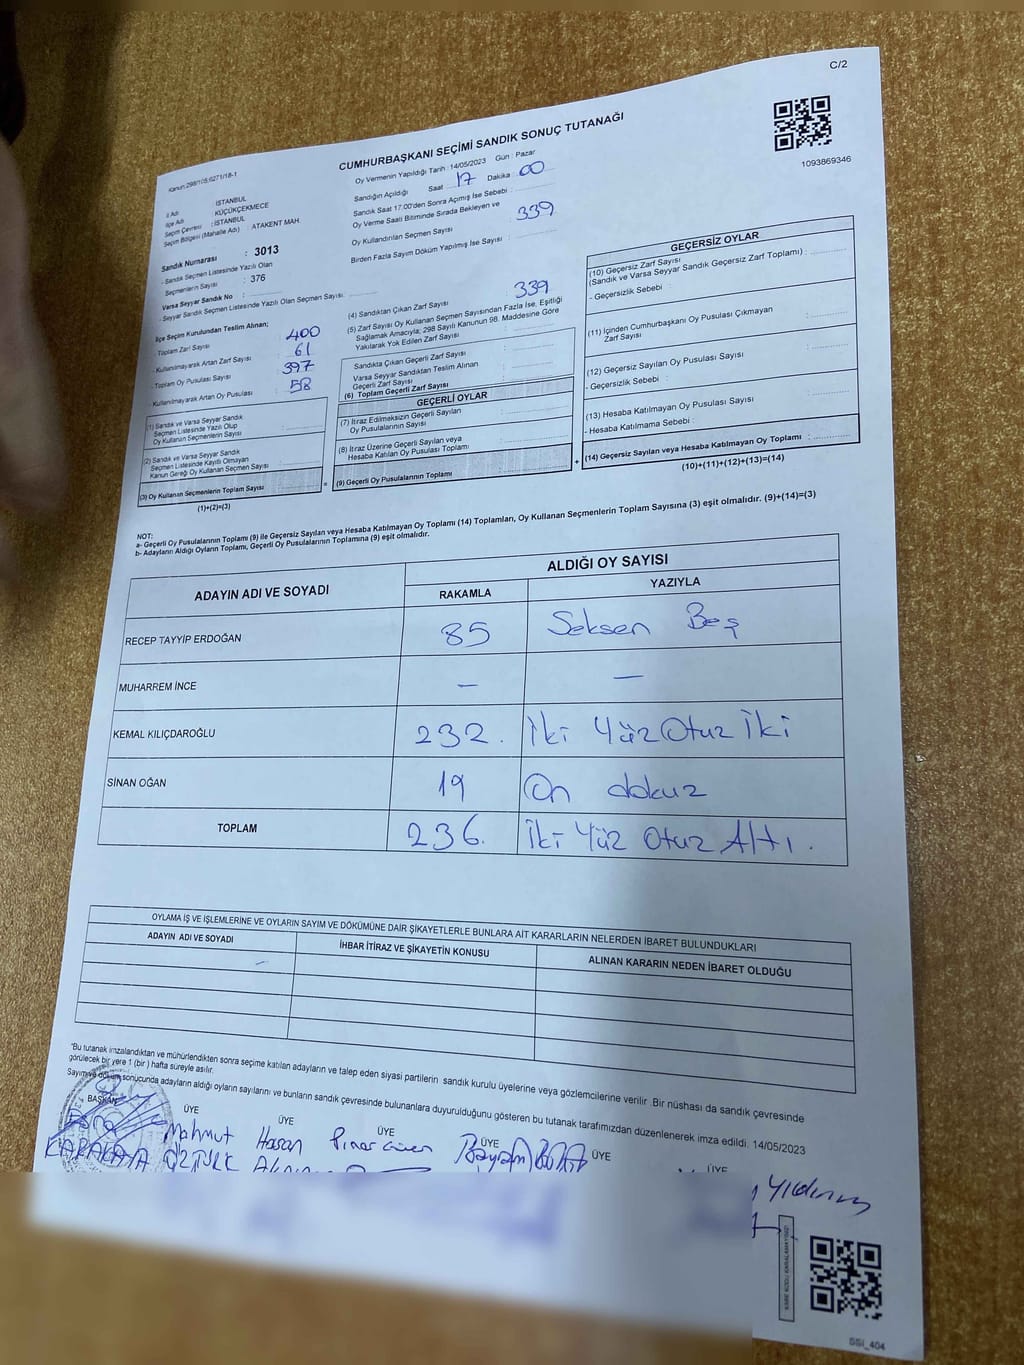 C/2
1093869346
CUMHURBAŞKANI SEÇİMİ SANDIK SONUÇ TUTANAĞI
Kanun:298/105;6271/18-1
Oy Vermenin Yapıldığı Tarih : 14/05/2023 Gün : Pazar
Sandığın Açıldığı Saat 17 Dakika 00
Sandık Saat 17:00'den Sonra Açılmış İse Sebebi :
Oy Verme Saati Bitiminde Sırada Bekleyen ve
Oy Kullandırılan Seçmen Sayısı 339
Birden Fazla Sayım Döküm Yapılmış İse Sayısı :
İl Adı : İSTANBUL
İlçe Adı : KÜÇÜKÇEKMECE
Seçim Çevresi : İSTANBUL
Seçim Bölgesi (Mahalle Adı) : ATAKENT MAH.
Sandık Numarası : 3013
- Sandık Seçmen Listesinde Yazılı Olan
Seçmenlerin Sayısı : 376
Varsa Seyyar Sandık No :
- Seyyar Sandık Seçmen Listesinde Yazılı Olan Seçmen Sayısı:
İlçe Seçim Kurulundan Teslim Alınan;
- Toplam Zarf Sayısı 400
- Kullanılmayarak Artan Zarf Sayısı 61
- Toplam Oy Pusulası Sayısı 397
- Kullanılmayarak Artan Oy Pusulası 58
(1) Sandık ve Varsa Seyyar Sandık
Seçmen Listesinde Yazılı Olup
Oy Kullanan Seçmenlerin Sayısı :
(2) Sandık ve Varsa Seyyar Sandık
Seçmen Listesinde Kayıtlı Olmayan
Kanun Gereği Oy Kullanan Seçmen Sayısı
(3) Oy Kullanan Seçmenlerin Toplam Sayısı
(1)+(2)=(3)
=
(4) Sandıktan Çıkan Zarf Sayısı 339
(5) Zarf Sayısı Oy Kullanan Seçmen Sayısından Fazla İse, Eşitliği
Sağlamak Amacıyla; 298 Sayılı Kanunun 98. Maddesine Göre
Yakılarak Yok Edilen Zarf Sayısı
Sandıkta Çıkan Geçerli Zarf Sayısı
Varsa Seyyar Sandıktan Teslim Alınan
Geçerli Zarf Sayısı
(6) Toplam Geçerli Zarf Sayısı
GEÇERLİ OYLAR
(7) İtiraz Edilmeksizin Geçerli Sayılan
Oy Pusulalarının Sayısı
(8) İtiraz Üzerine Geçerli Sayılan veya
Hesaba Katılan Oy Pusulası Toplamı
(9) Geçerli Oy Pusulalarının Toplamı
+
GEÇERSİZ OYLAR
(10) Geçersiz Zarf Sayısı
(Sandık ve Varsa Seyyar Sandık Geçersiz Zarf Toplamı) :
- Geçersizlik Sebebi :
(11) İçinden Cumhurbaşkanı Oy Pusulası Çıkmayan
Zarf Sayısı
(12) Geçersiz Sayılan Oy Pusulası Sayısı
- Geçersizlik Sebebi :
(13) Hesaba Katılmayan Oy Pusulası Sayısı
- Hesaba Katılmama Sebebi :
(14) Geçersiz Sayılan veya Hesaba Katılmayan Oy Toplamı :
(10)+(11)+(12)+(13)=(14)
NOT:
a- Geçerli Oy Pusulalarının Toplamı (9) ile Geçersiz Sayılan veya Hesaba Katılmayan Oy Toplamı (14) Toplamları, Oy Kullanan Seçmenlerin Toplam Sayısına (3) eşit olmalıdır. (9)+(14)=(3)
b- Adayların Aldığı Oyların Toplamı, Geçerli Oy Pusulalarının Toplamına (9) eşit olmalıdır.
ADAYIN ADI VE SOYADI
ALDIĞI OY SAYISI
RAKAMLA YAZIYLA
RECEP TAYYİP ERDOĞAN 85 Seksen Beş
MUHARREM İNCE — —
KEMAL KILIÇDAROĞLU 232. İki Yüz Otuz İki
SİNAN OĞAN 19 On dokuz
TOPLAM 236. İki Yüz Otuz Altı.
OYLAMA İŞ VE İŞLEMLERİNE VE OYLARIN SAYIM VE DÖKÜMÜNE DAİR ŞİKAYETLERLE BUNLARA AİT KARARLARIN NELERDEN İBARET BULUNDUKLARI
ADAYIN ADI VE SOYADI İHBAR İTİRAZ VE ŞİKAYETİN KONUSU ALINAN KARARIN NEDEN İBARET OLDUĞU
"Bu tutanak imzalandıktan ve mühürlendikten sonra seçime katılan adayların ve talep eden siyasi partilerin sandık kurulu üyelerine veya gözlemcilerine verilir .Bir nüshası da sandık çevresinde
görülecek bir yere 1 (bir ) hafta süreyle asılır.
Sayım ve döküm sonucunda adayların aldığı oyların sayılarını ve bunların sandık çevresinde bulunanlara duyurulduğunu gösteren bu tutanak tarafımızdan düzenlenerek imza edildi. 14/05/2023
BAŞKAN ÜYE ÜYE ÜYE ÜYE ÜYE ÜYE
Esra Mahmut Hasan Pınar Güven Bayram Bulat
KARAKAYA ÖZTÜRK
Yıldırım
SSİ_404